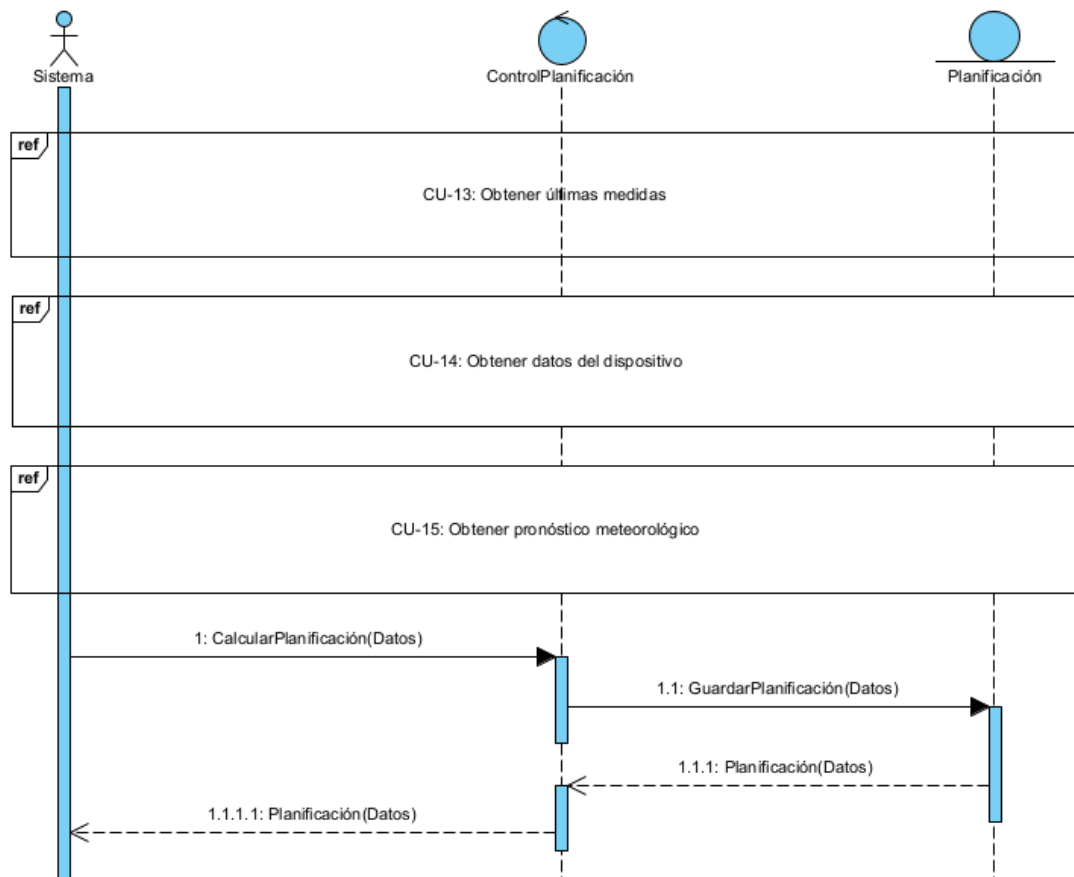 Sistema
ControlPlanificación
Planificación
ref
CU-13: Obtener últimas medidas
ref
CU-14: Obtener datos del dispositivo
ref
CU-15: Obtener pronóstico meteorológico
1: CalcularPlanificación(Datos)
1.1: GuardarPlanificación(Datos)
1.1.1: Planificación(Datos)
1.1.1.1: Planificación(Datos)